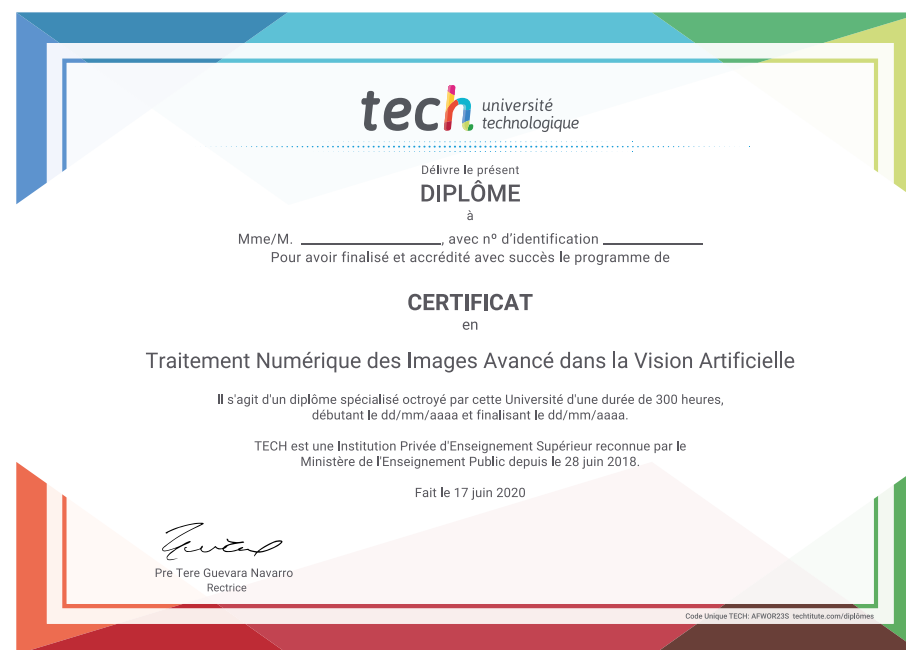 tech université
technologique
Délivre le présent
DIPLÔME
à
Mme/M. ____________________, avec nº d'identification ______________
Pour avoir finalisé et accrédité avec succès le programme de
CERTIFICAT
en
Traitement Numérique des Images Avancé dans la Vision Artificielle
Il s'agit d'un diplôme spécialisé octroyé par cette Université d'une durée de 300 heures,
débutant le dd/mm/aaaa et finalisant le dd/mm/aaaa.
TECH est une Institution Privée d'Enseignement Supérieur reconnue par le
Ministère de l'Enseignement Public depuis le 28 juin 2018.
Fait le 17 juin 2020
Pre Tere Guevara Navarro
Rectrice
Code Unique TECH: AFWOR23S techtitute.com/diplômes